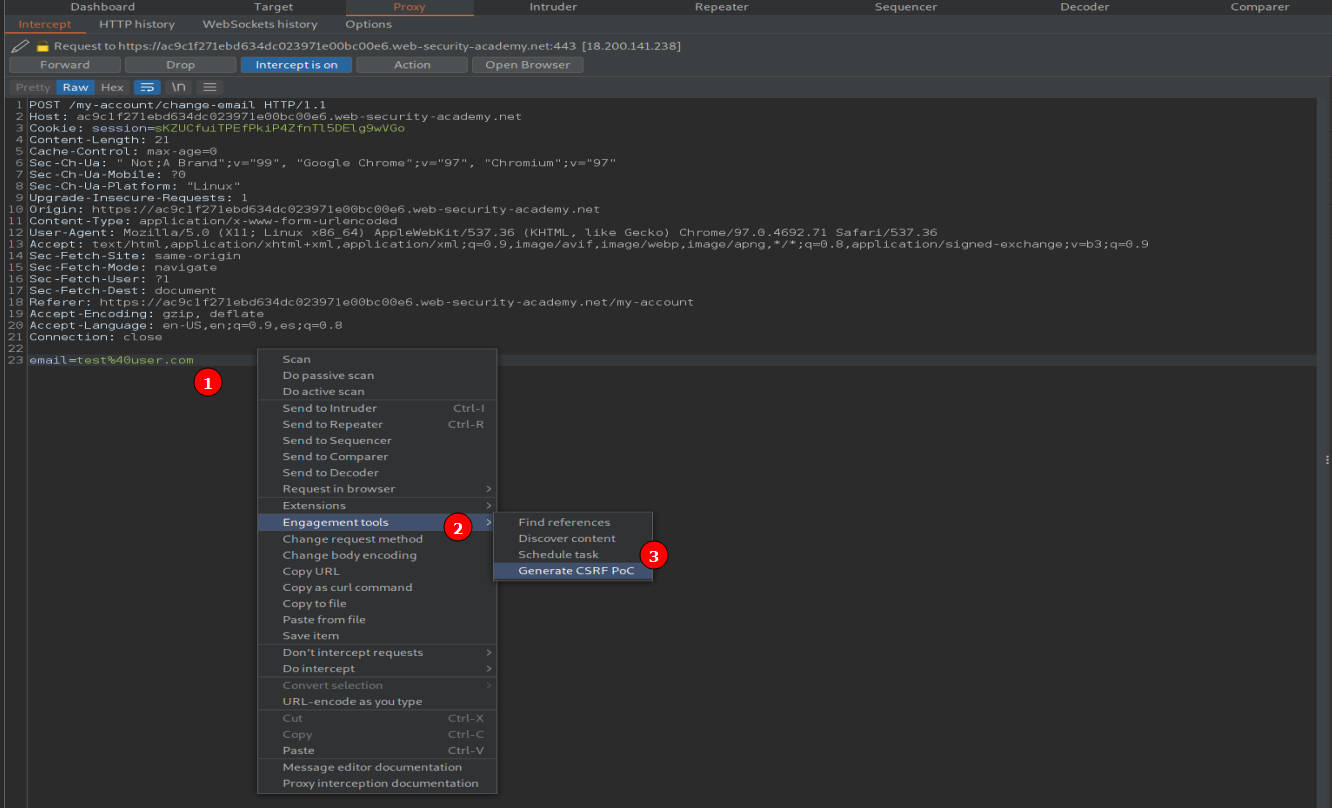 Dashboard Target Proxy Intruder Repeater Sequencer Decoder Comparer
Intercept HTTP history WebSockets history Options
Request to https://ac9c1f271ebd634dc023971e00bc00e6.web-security-academy.net:443 [18.200.141.238]
Forward Drop Intercept is on Action Open Browser
Pretty Raw Hex \n
1 POST /my-account/change-email HTTP/1.1
2 Host: ac9c1f271ebd634dc023971e00bc00e6.web-security-academy.net
3 Cookie: session=sKZUCfuiTPEfPkiP4ZfnTl5DElg9wVGo
4 Content-Length: 21
5 Cache-Control: max-age=0
6 Sec-Ch-Ua: " Not;A Brand";v="99", "Google Chrome";v="97", "Chromium";v="97"
7 Sec-Ch-Ua-Mobile: ?0
8 Sec-Ch-Ua-Platform: "Linux"
9 Upgrade-Insecure-Requests: 1
10 Origin: https://ac9c1f271ebd634dc023971e00bc00e6.web-security-academy.net
11 Content-Type: application/x-www-form-urlencoded
12 User-Agent: Mozilla/5.0 (X11; Linux x86_64) AppleWebKit/537.36 (KHTML, like Gecko) Chrome/97.0.4692.71 Safari/537.36
13 Accept: text/html,application/xhtml+xml,application/xml;q=0.9,image/avif,image/webp,image/apng,*/*;q=0.8,application/signed-exchange;v=b3;q=0.9
14 Sec-Fetch-Site: same-origin
15 Sec-Fetch-Mode: navigate
16 Sec-Fetch-User: ?1
17 Sec-Fetch-Dest: document
18 Referer: https://ac9c1f271ebd634dc023971e00bc00e6.web-security-academy.net/my-account
19 Accept-Encoding: gzip, deflate
20 Accept-Language: en-US,en;q=0.9,es;q=0.8
21 Connection: close
22
23 email=test%40user.com
1
Scan
Do passive scan
Do active scan
Send to Intruder Ctrl-I
Send to Repeater Ctrl-R
Send to Sequencer
Send to Comparer
Send to Decoder
Request in browser >
Extensions >
Engagement tools 2 >
Find references
Discover content
Schedule task 3
Generate CSRF PoC
Change request method
Change body encoding
Copy URL
Copy as curl command
Copy to file
Paste from file
Save item
Don't intercept requests >
Do intercept >
Convert selection >
URL-encode as you type
Cut Ctrl-X
Copy Ctrl-C
Paste Ctrl-V
Message editor documentation
Proxy interception documentation